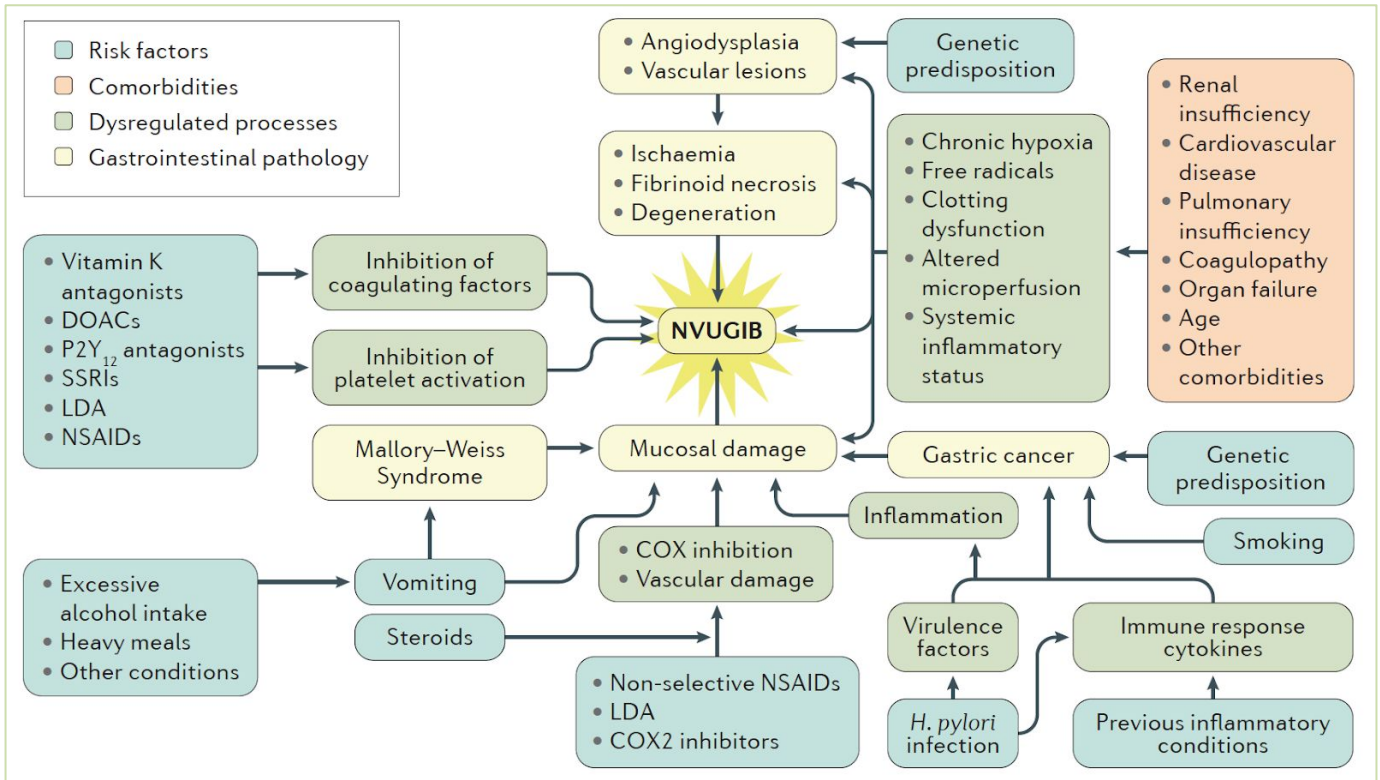 Risk factors
Comorbidities
Dysregulated processes
Gastrointestinal pathology
• Angiodysplasia
• Vascular lesions
Genetic
predisposition
• Ischaemia
• Fibrinoid necrosis
• Degeneration
• Chronic hypoxia
• Free radicals
• Clotting
dysfunction
• Altered
microperfusion
• Systemic
inflammatory
status
• Renal
insufficiency
• Cardiovascular
disease
• Pulmonary
insufficiency
• Coagulopathy
• Organ failure
• Age
• Other
comorbidities
• Vitamin K
antagonists
• DOACs
• P2Y₁₂ antagonists
• SSRIs
• LDA
• NSAIDs
Inhibition of
coagulating factors
Inhibition of
platelet activation
NVUGIB
Mallory–Weiss
Syndrome
Mucosal damage
Gastric cancer
Genetic
predisposition
Inflammation
Smoking
• COX inhibition
• Vascular damage
• Excessive
alcohol intake
• Heavy meals
• Other conditions
Vomiting
Steroids
Virulence
factors
Immune response
cytokines
• Non-selective NSAIDs
• LDA
• COX2 inhibitors
H. pylori
infection
Previous inflammatory
conditions